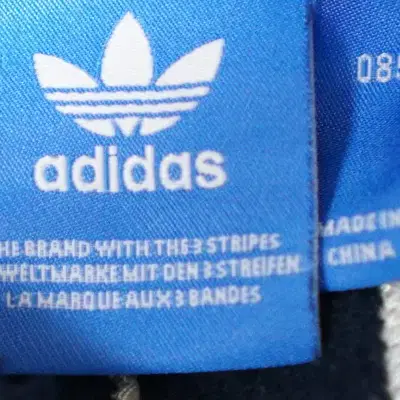 adidas
HE BRAND WITH THE 3 STRIPES
WELTMARKE MIT DEN 3 STREIFEN
LA MARQUE AUX 3 BANDES
085
MADE IN
CHINA